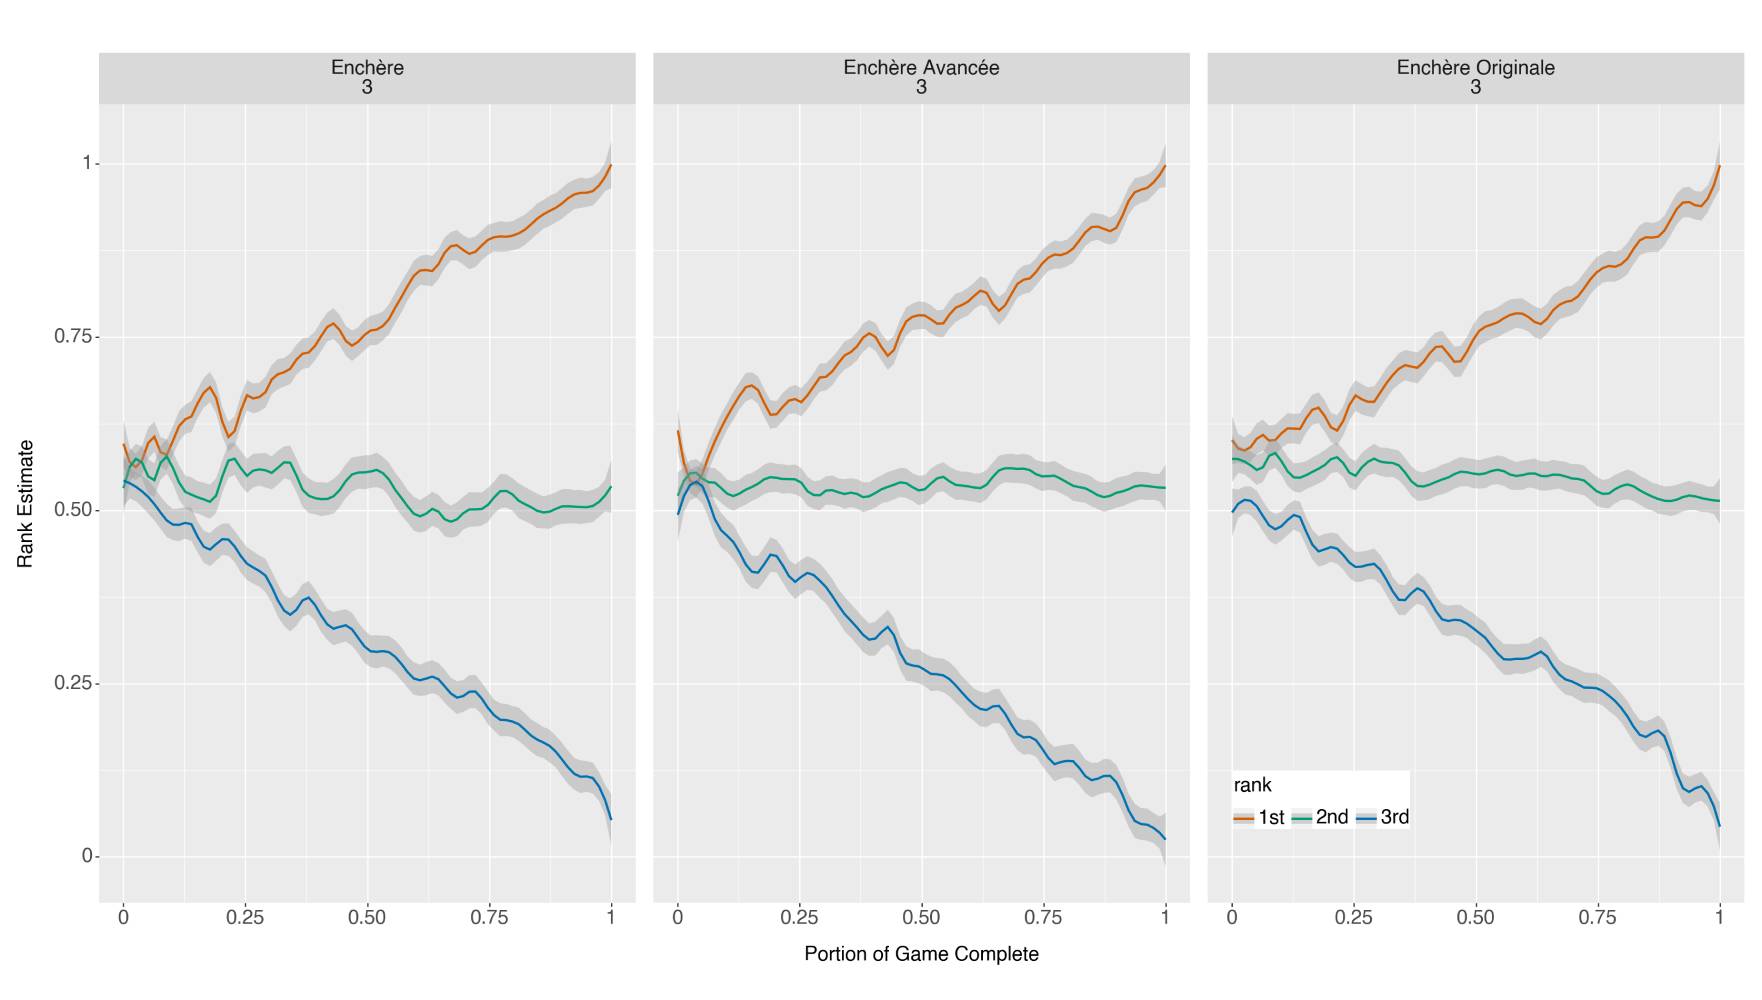 Enchère
3
Enchère Avancée
3
Enchère Originale
3
Rank Estimate
1
0.75
0.50
0.25
0
rank
1st 2nd 3rd
0 0.25 0.50 0.75 1
0 0.25 0.50 0.75 1
0 0.25 0.50 0.75 1
Portion of Game Complete